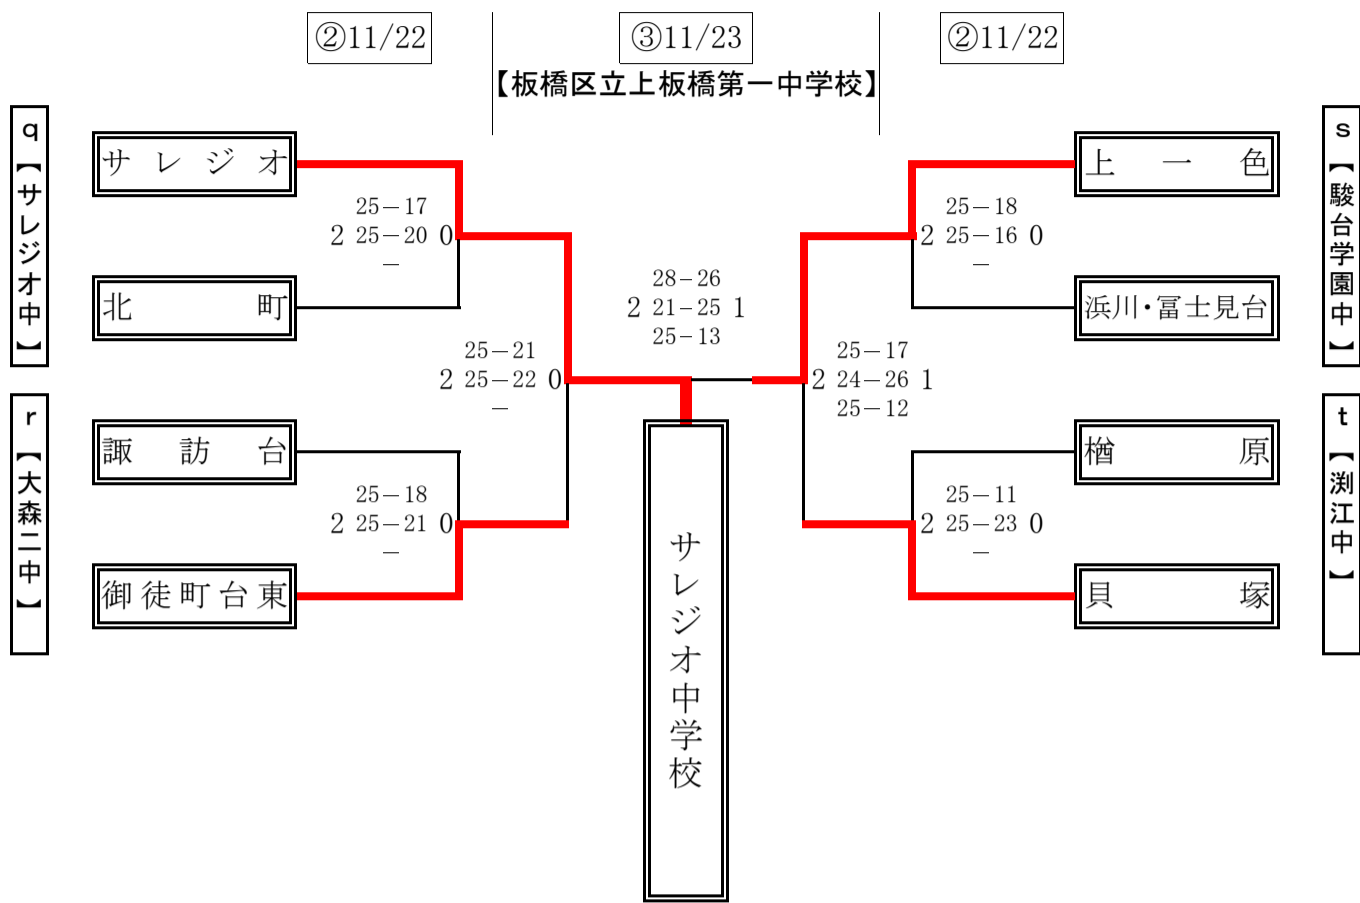 ②11/22
③11/23
②11/22
【板橋区立上板橋第一中学校】
q【サレジオ中】
サレジオ
北町
25－17
2 25－20 0
－
r【大森二中】
諏訪台
御徒町台東
25－18
2 25－21 0
－
25－21
2 25－22 0
－
28－26
2 21－25 1
25－13
サレジオ中学校
25－17
2 24－26 1
25－12
s【駿台学園中】
上一色
浜川・冨士見台
25－18
2 25－16 0
－
t【渕江中】
楢原
貝塚
25－11
2 25－23 0
－